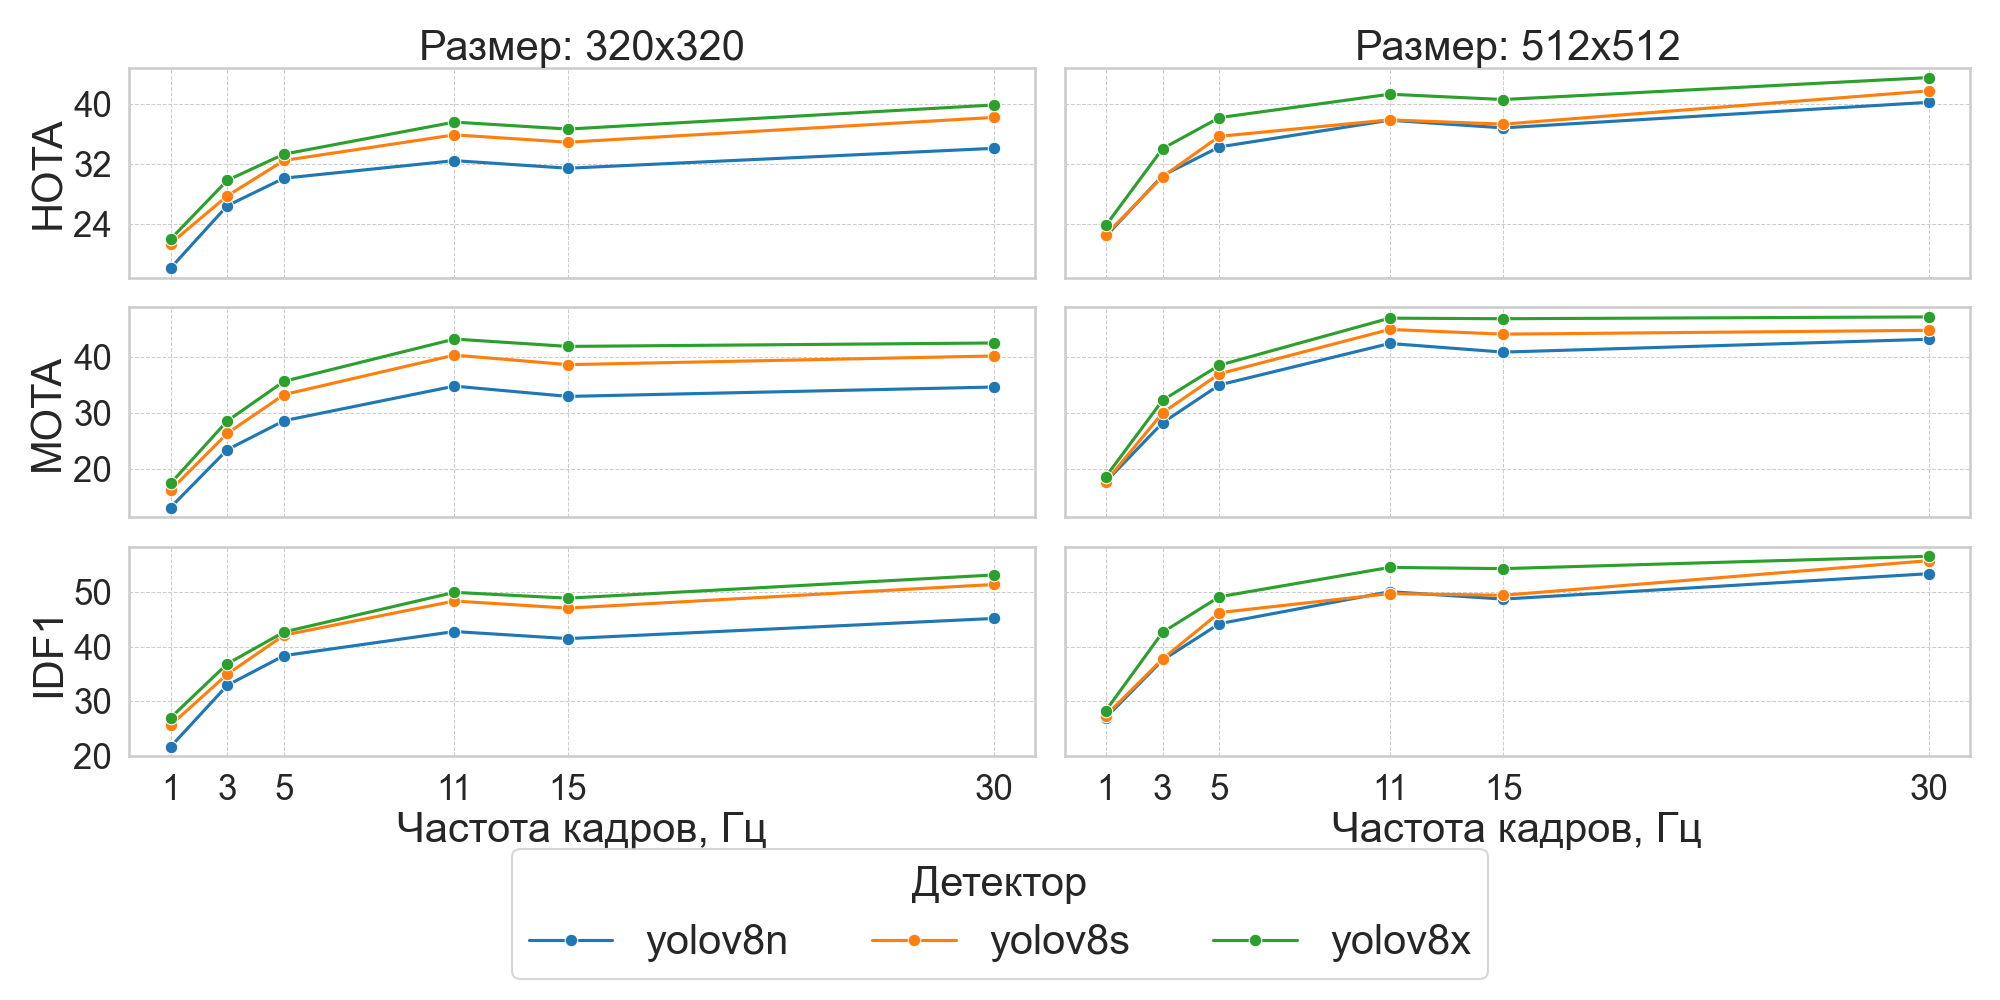 Размер: 320x320
Размер: 512x512
HOTA
40
32
24
MOTA
40
30
20
IDF1
50
40
30
20
1 3 5 11 15 30
1 3 5 11 15 30
Частота кадров, Гц
Частота кадров, Гц
Детектор
yolov8n yolov8s yolov8x